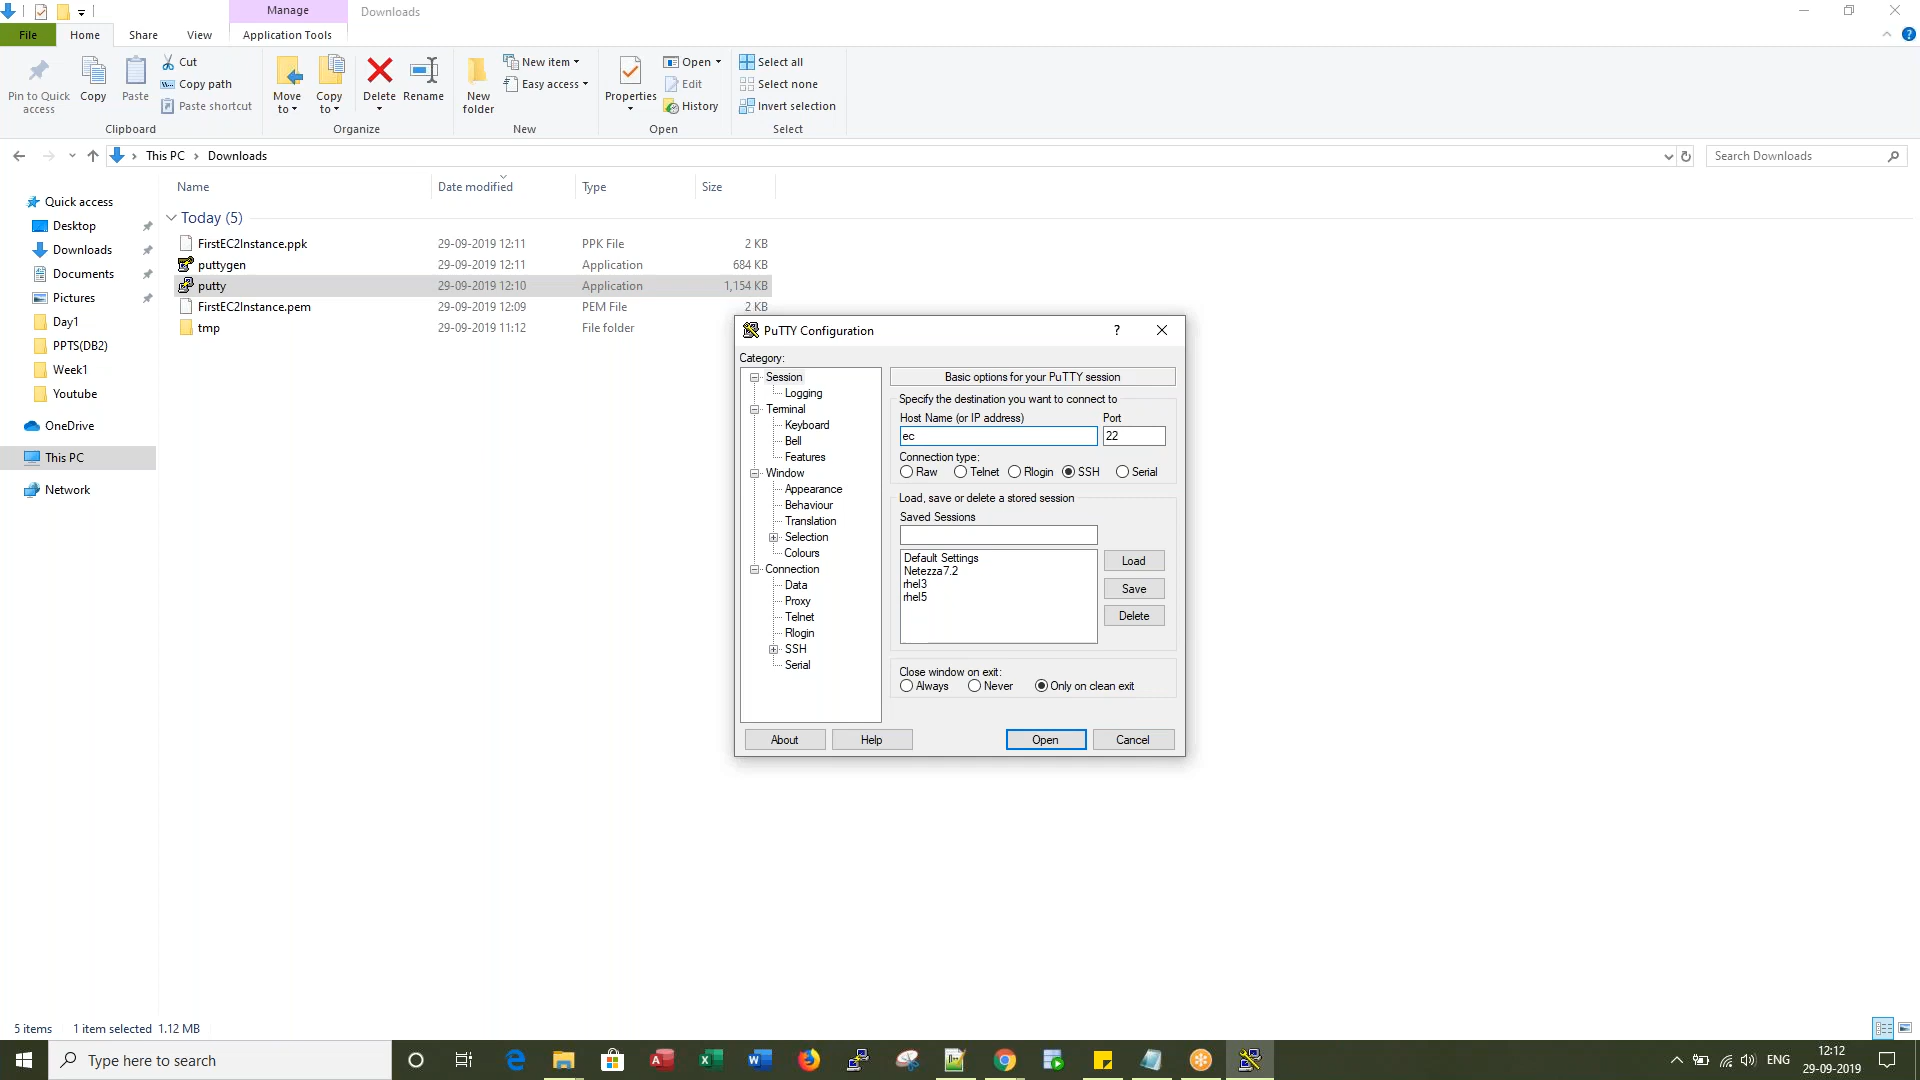 Manage
Downloads
File
Home
Share
View
Application Tools
Pin to Quick access
Copy
Paste
Cut
Copy path
Paste shortcut
Clipboard
Move to
Copy to
Delete
Rename
Organize
New folder
New item
Easy access
New
Properties
Open
Edit
History
Open
Select all
Select none
Invert selection
Select
This PC
Downloads
Search Downloads
Name
Date modified
Type
Size
Today (5)
FirstEC2Instance.ppk 29-09-2019 12:11 PPK File 2 KB
puttygen 29-09-2019 12:11 Application 684 KB
putty 29-09-2019 12:10 Application 1,154 KB
FirstEC2Instance.pem 29-09-2019 12:09 PEM File 2 KB
tmp 29-09-2019 11:12 File folder
Quick access
Desktop
Downloads
Documents
Pictures
Day1
PPTS(DB2)
Week1
Youtube
OneDrive
This PC
Network
PuTTY Configuration
?
Category:
Session
Logging
Terminal
Keyboard
Bell
Features
Window
Appearance
Behaviour
Translation
Selection
Colours
Connection
Data
Proxy
Telnet
Rlogin
SSH
Serial
Basic options for your PuTTY session
Specify the destination you want to connect to
Host Name (or IP address) Port
ec 22
Connection type:
Raw Telnet Rlogin SSH Serial
Load, save or delete a stored session
Saved Sessions
Default Settings
Netezza7.2
rhel3
rhel5
Load
Save
Delete
Close window on exit:
Always Never Only on clean exit
About Help Open Cancel
5 items 1 item selected 1.12 MB
Type here to search
ENG
12:12
29-09-2019